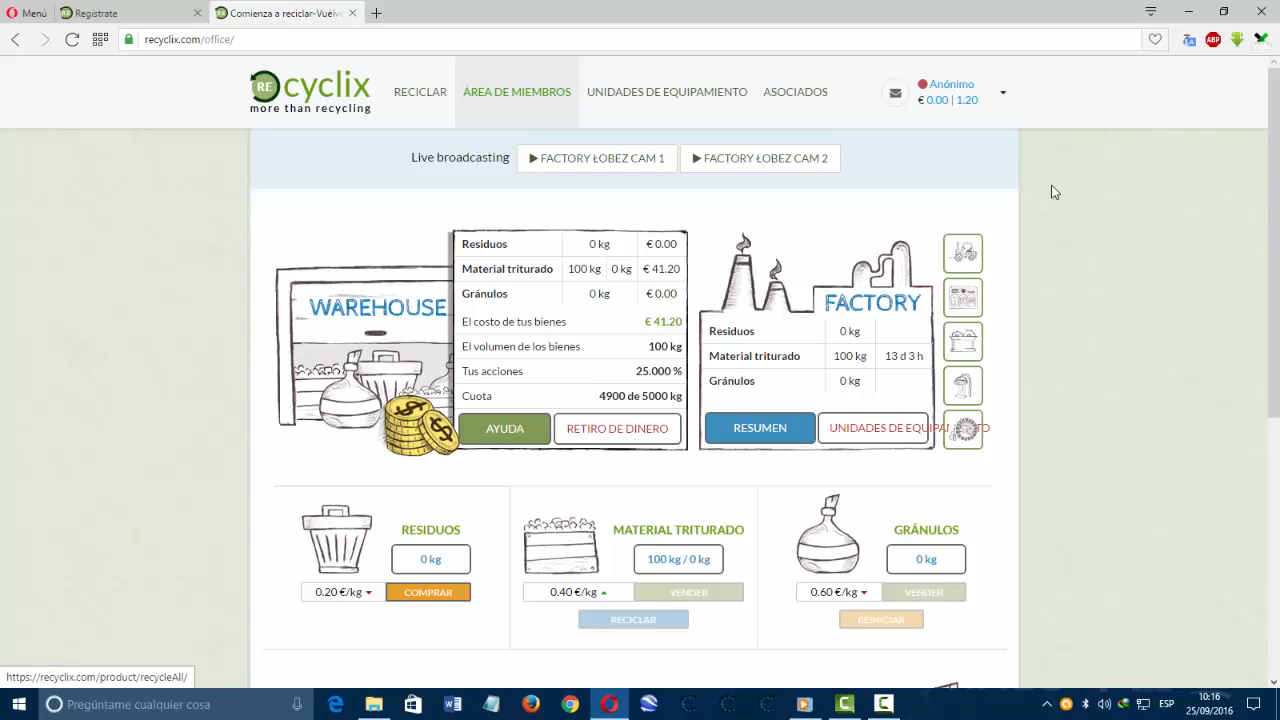 Menú
Regístrate
Comienza a reciclar-Vuélv
recyclix.com/office/
REcyclix
more than recycling
RECICLAR
ÁREA DE MIEMBROS
UNIDADES DE EQUIPAMIENTO
ASOCIADOS
Anónimo
€ 0.00 | 1.20
Live broadcasting
FACTORY ŁOBEZ CAM 1
FACTORY ŁOBEZ CAM 2
WAREHOUSE
Residuos 0 kg € 0.00
Material triturado 100 kg 0 kg € 41.20
Gránulos 0 kg € 0.00
El costo de tus bienes € 41.20
El volumen de los bienes 100 kg
Tus acciones 25.000 %
Cuota 4900 de 5000 kg
AYUDA
RETIRO DE DINERO
FACTORY
Residuos 0 kg
Material triturado 100 kg 13 d 3 h
Gránulos 0 kg
RESUMEN
UNIDADES DE EQUIPAMIENTO
RESIDUOS
0 kg
0.20 €/kg
COMPRAR
MATERIAL TRITURADO
100 kg / 0 kg
0.40 €/kg
VENDER
RECICLAR
GRÁNULOS
0 kg
0.60 €/kg
VENDER
REINICIAR
https://recyclix.com/product/recycleAll/
Pregúntame cualquier cosa
ESP
10:16
25/09/2016